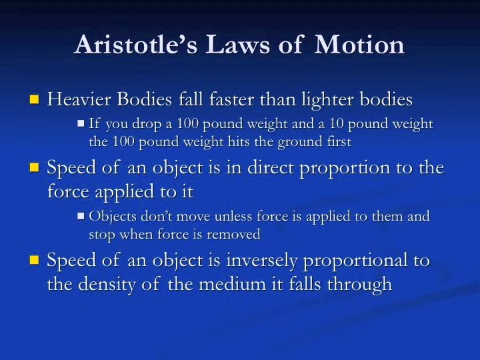 Aristotle's Laws of Motion
Heavier Bodies fall faster than lighter bodies
If you drop a 100 pound weight and a 10 pound weight
the 100 pound weight hits the ground first
Speed of an object is in direct proportion to the
force applied to it
Objects don't move unless force is applied to them and
stop when force is removed
Speed of an object is inversely proportional to
the density of the medium it falls through